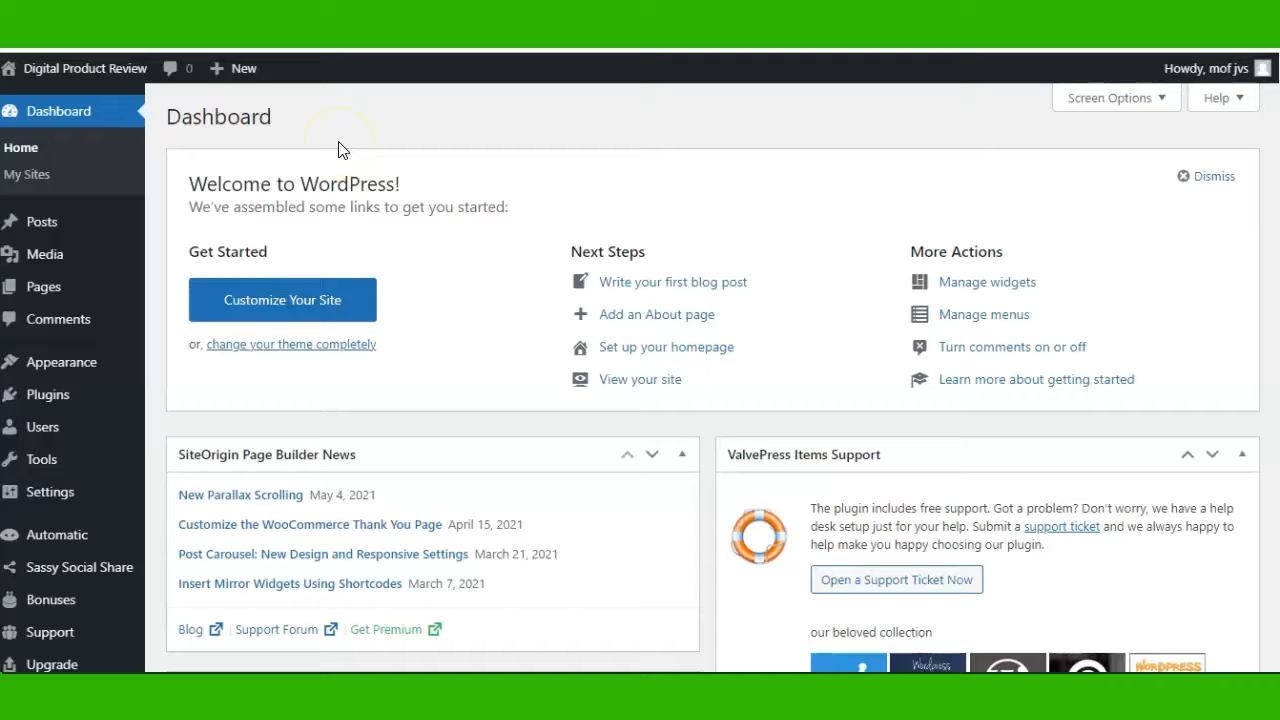 Digital Product Review 0 New Howdy, mof jvs
Dashboard
Home
My Sites
Posts
Media
Pages
Comments
Appearance
Plugins
Users
Tools
Settings
Automatic
Sassy Social Share
Bonuses
Support
Upgrade
Screen Options Help
Dashboard
Welcome to WordPress!
Dismiss
We've assembled some links to get you started:
Get Started
Customize Your Site
or, change your theme completely
Next Steps
Write your first blog post
Add an About page
Set up your homepage
View your site
More Actions
Manage widgets
Manage menus
Turn comments on or off
Learn more about getting started
SiteOrigin Page Builder News
New Parallax Scrolling May 4, 2021
Customize the WooCommerce Thank You Page April 15, 2021
Post Carousel: New Design and Responsive Settings March 21, 2021
Insert Mirror Widgets Using Shortcodes March 7, 2021
Blog | Support Forum | Get Premium
ValvePress Items Support
The plugin includes free support. Got a problem? Don't worry, we have a help
desk setup just for your help. Submit a support ticket and we always happy to
help make you happy choosing our plugin.
Open a Support Ticket Now
our beloved collection
Wordpress
WORDPRESS